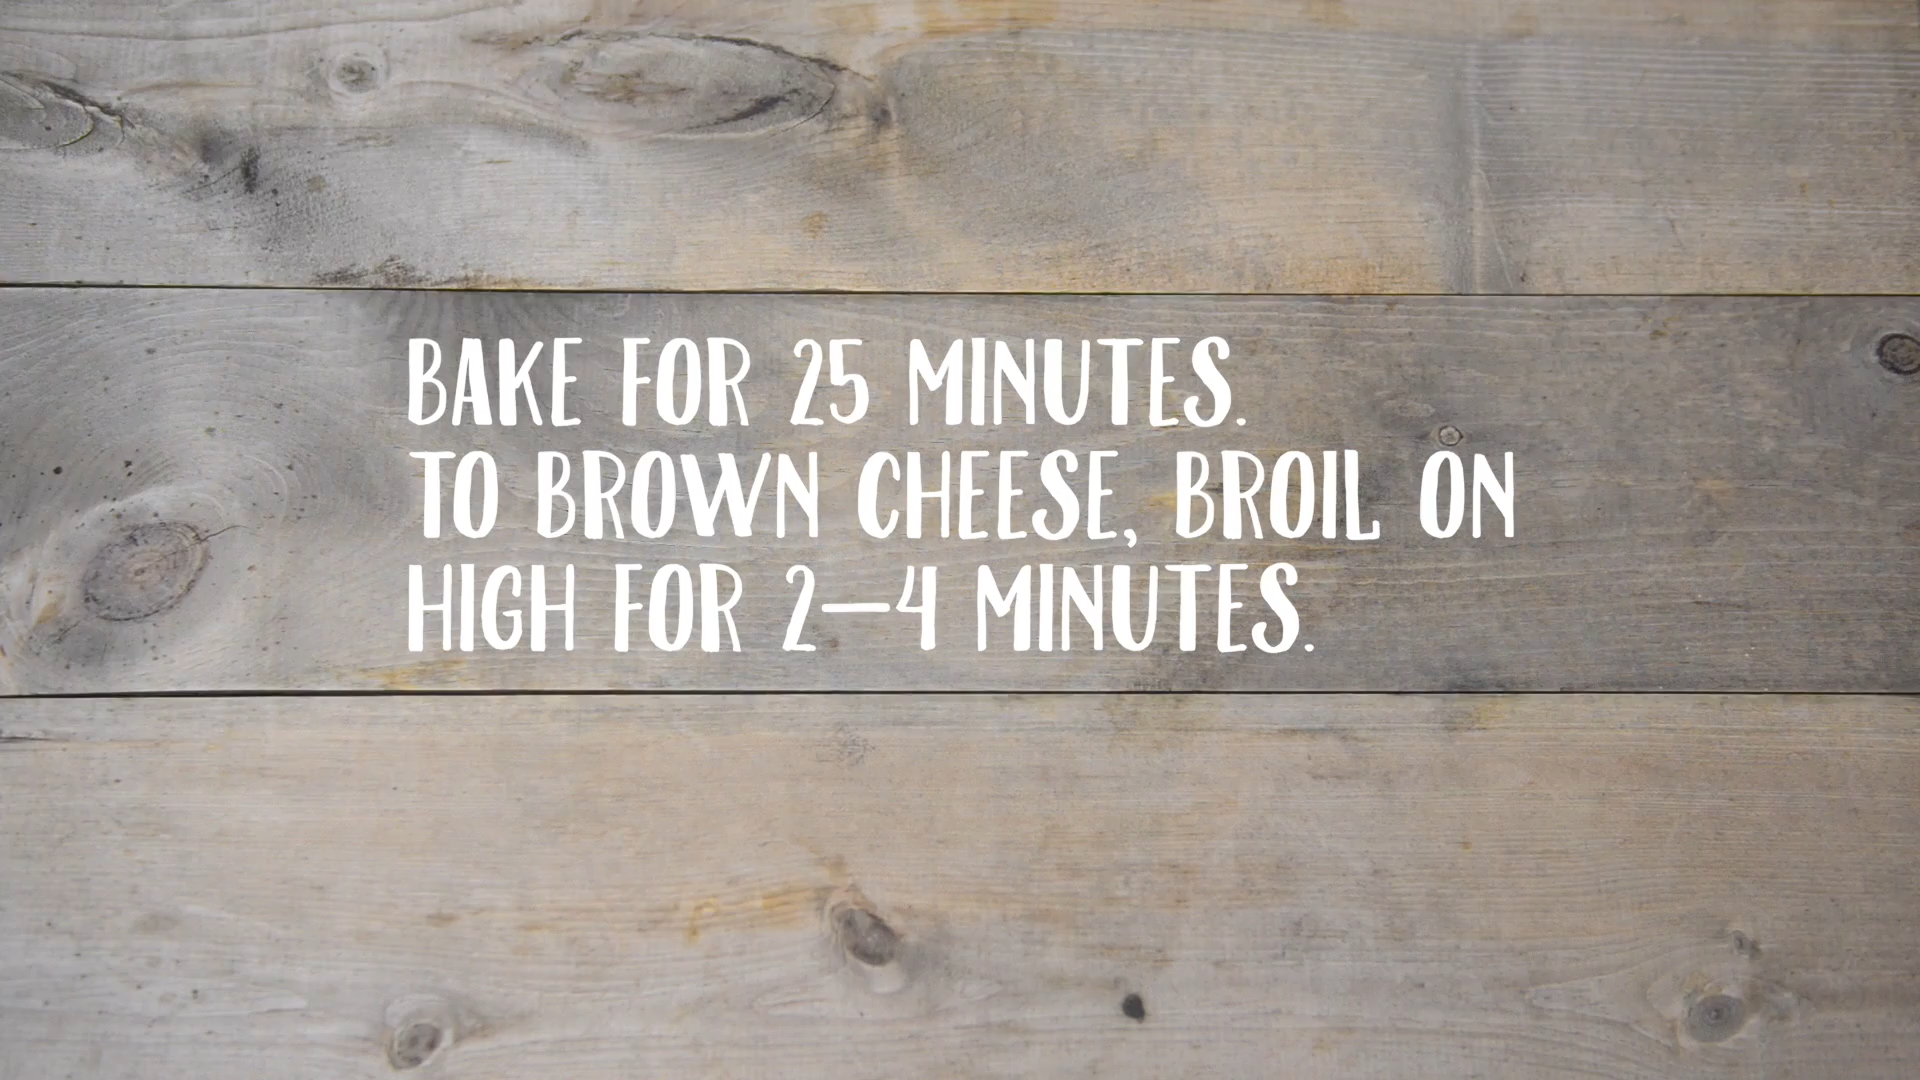 BAKE FOR 25 MINUTES.
TO BROWN CHEESE, BROIL ON
HIGH FOR 2–4 MINUTES.